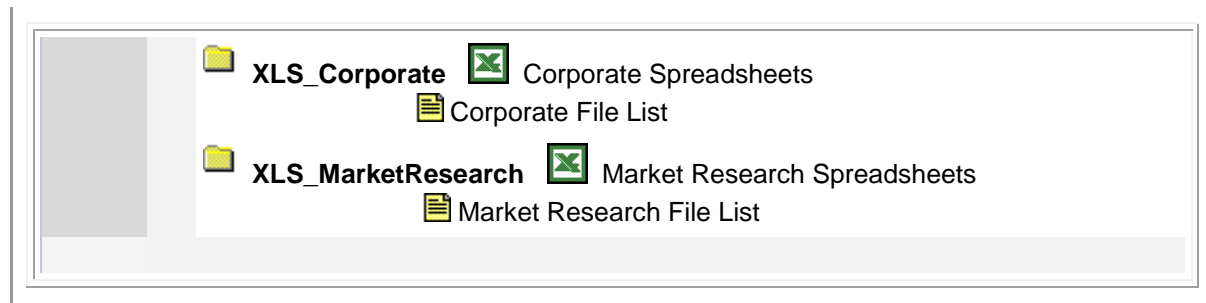 XLS_Corporate Corporate Spreadsheets
Corporate File List
XLS_MarketResearch Market Research Spreadsheets
Market Research File List